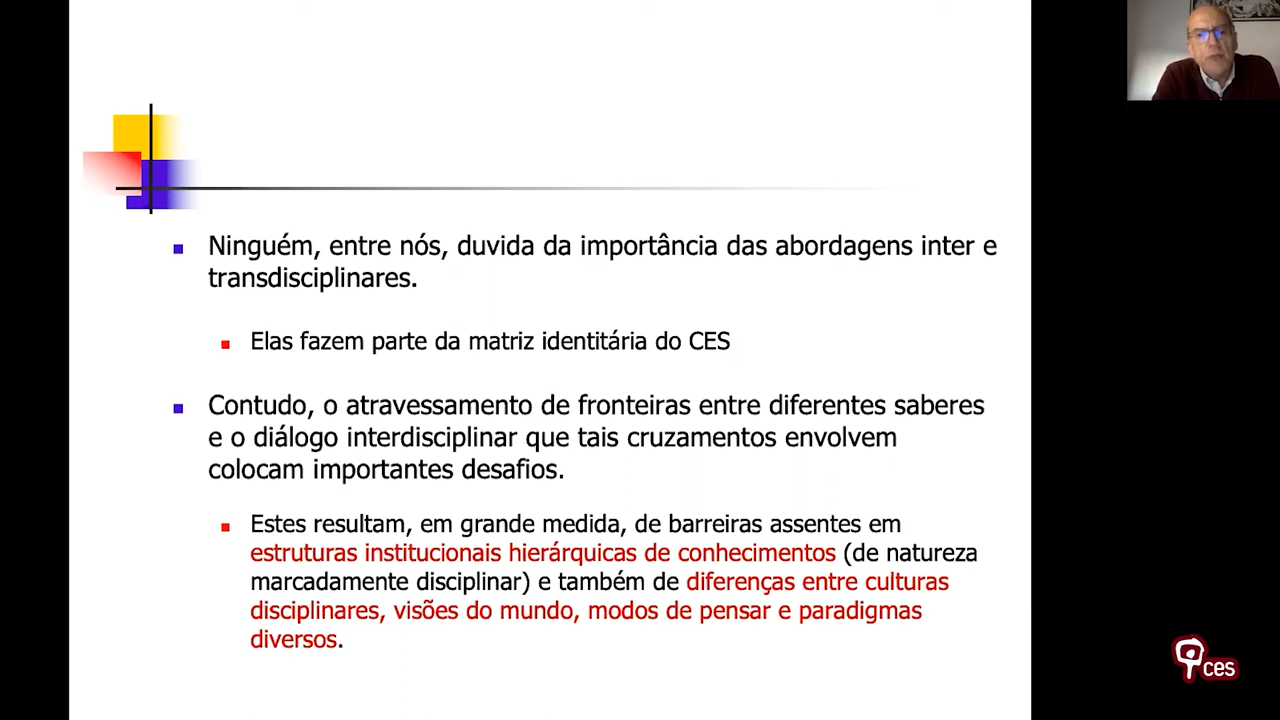 Ninguém, entre nós, duvida da importância das abordagens inter e
transdisciplinares.
Elas fazem parte da matriz identitária do CES
Contudo, o atravessamento de fronteiras entre diferentes saberes
e o diálogo interdisciplinar que tais cruzamentos envolvem
colocam importantes desafios.
Estes resultam, em grande medida, de barreiras assentes em
estruturas institucionais hierárquicas de conhecimentos (de natureza
marcadamente disciplinar) e também de diferenças entre culturas
disciplinares, visões do mundo, modos de pensar e paradigmas
diversos.
ces